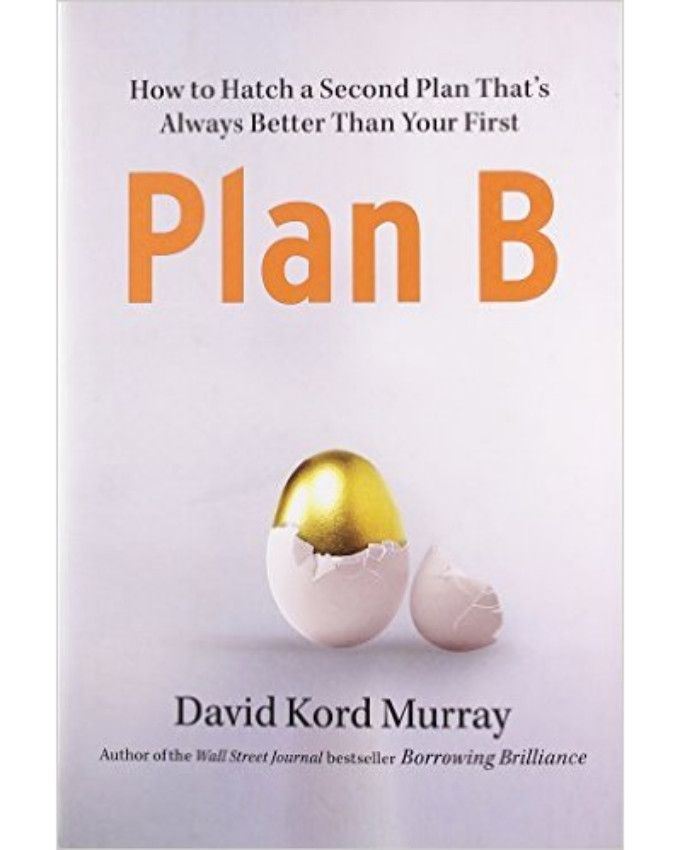 How to Hatch a Second Plan That's
Always Better Than Your First
Plan B
David Kord Murray
Author of the Wall Street Journal bestseller Borrowing Brilliance